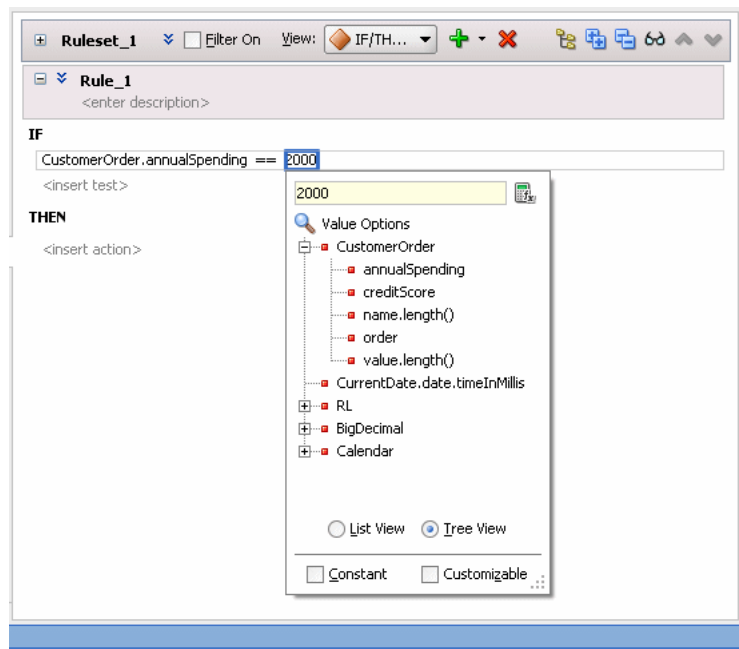 Ruleset_1 Filter On View: IF/TH...
Rule_1
<enter description>
IF
CustomerOrder.annualSpending == 2000
<insert test>
2000
THEN
Value Options
<insert action>
CustomerOrder
annualSpending
creditScore
name.length()
order
value.length()
CurrentDate.date.timeInMillis
RL
BigDecimal
Calendar
List View Tree View
Constant Customizable